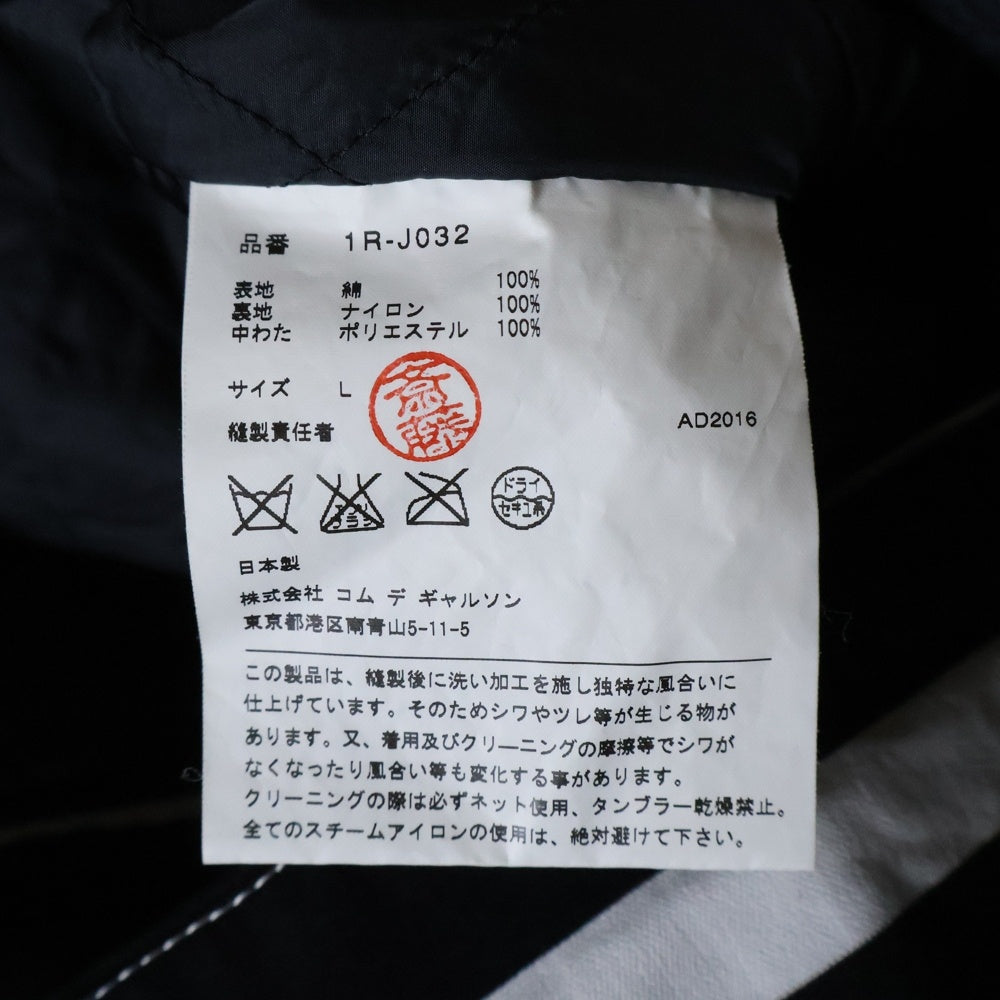 品番 1R-J032
表地 綿 100%
裏地 ナイロン 100%
中わた ポリエステル 100%
サイズ L
斎藤
縫製責任者
AD2016
ドライ
セキユ系
日本製
株式会社 コム デ ギャルソン
東京都港区南青山5-11-5
この製品は、縫製後に洗い加工を施し独特な風合いに
仕上げています。そのためシワやツレ等が生じる物が
あります。又、着用及びクリーニングの摩擦等でシワが
なくなったり風合い等も変化する事があります。
クリーニングの際は必ずネット使用、タンブラー乾燥禁止。
全てのスチームアイロンの使用は、絶対避けて下さい。